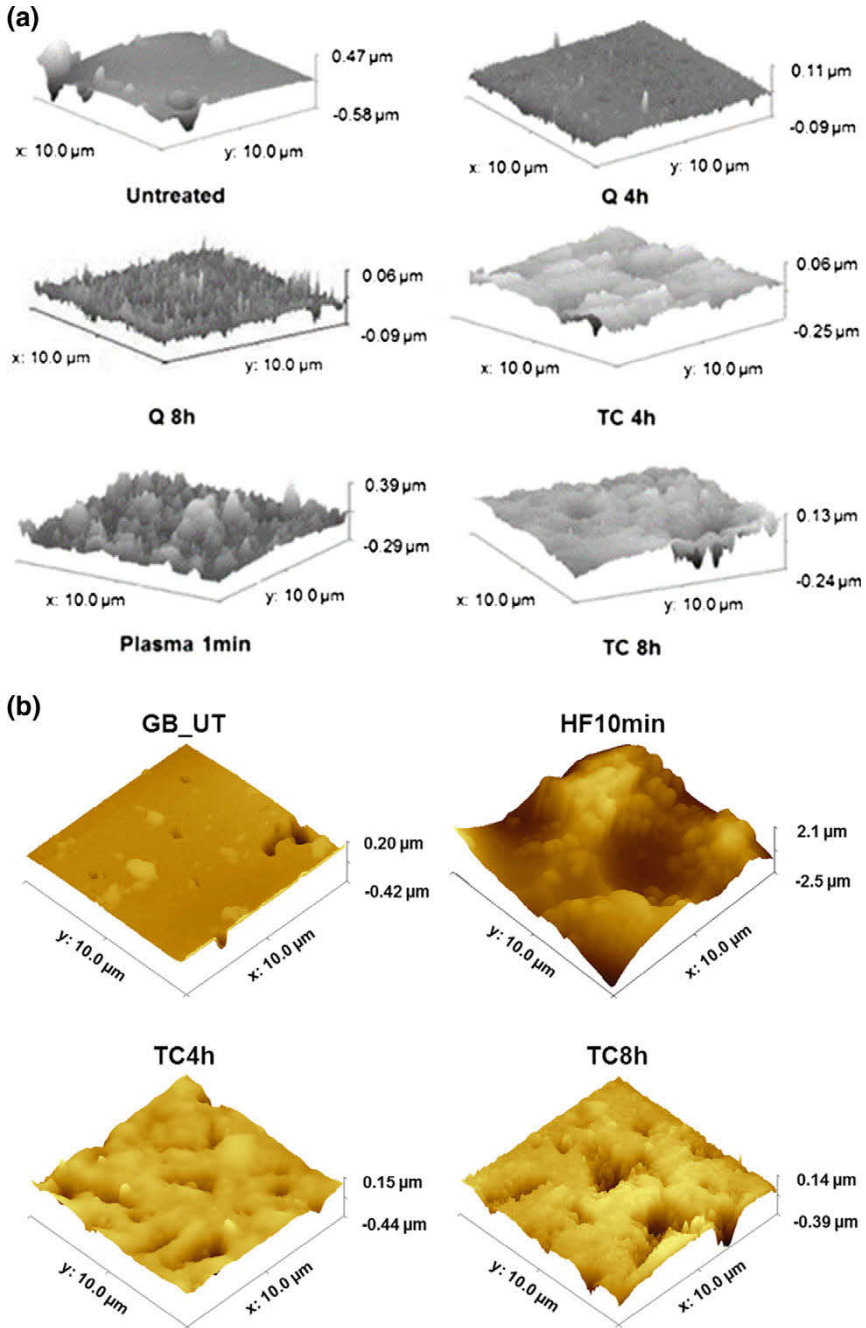 (a)
0.47 µm
-0.58 µm
x: 10.0 µm
y: 10.0 µm
Untreated
0.11 µm
-0.09 µm
x: 10.0 µm
y: 10.0 µm
Q 4h
0.06 µm
-0.09 µm
x: 10.0 µm
y: 10.0 µm
Q 8h
0.06 µm
-0.25 µm
x: 10.0 µm
y: 10.0 µm
TC 4h
0.39 µm
-0.29 µm
x: 10.0 µm
y: 10.0 µm
Plasma 1min
0.13 µm
-0.24 µm
x: 10.0 µm
y: 10.0 µm
TC 8h
(b)
GB_UT
0.20 µm
-0.42 µm
y: 10.0 µm
x: 10.0 µm
HF10min
2.1 µm
-2.5 µm
y: 10.0 µm
x: 10.0 µm
TC4h
0.15 µm
-0.44 µm
y: 10.0 µm
x: 10.0 µm
TC8h
0.14 µm
-0.39 µm
y: 10.0 µm
x: 10.0 µm